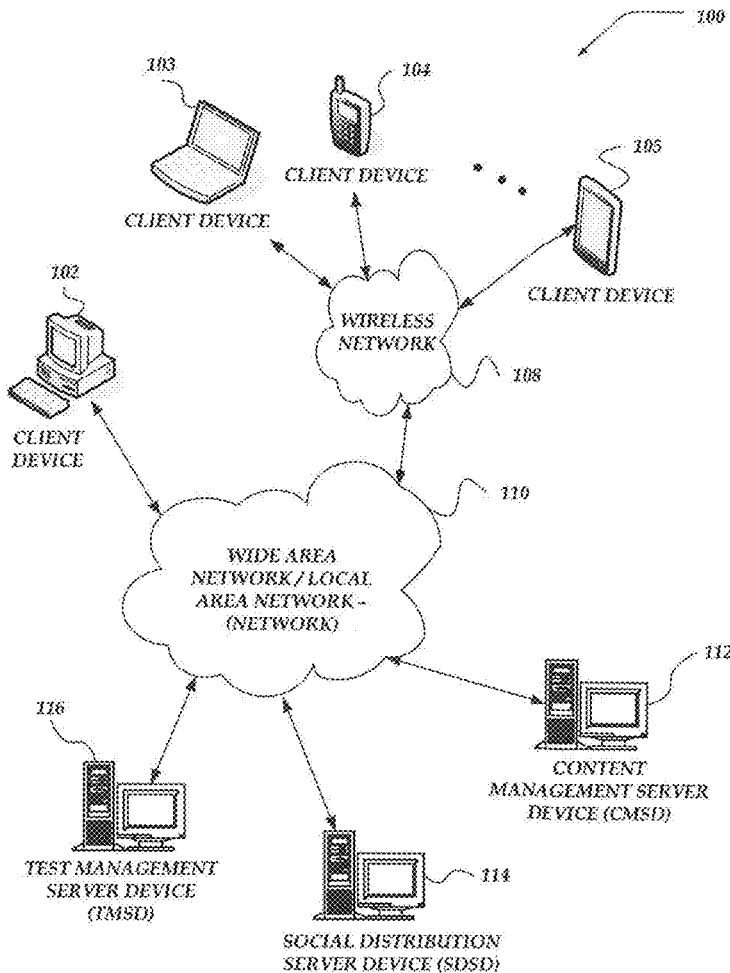 100
103
104
105
CLIENT DEVICE
CLIENT DEVICE
CLIENT DEVICE
102
WIRELESS
NETWORK
108
CLIENT
DEVICE
110
WIDE AREA
NETWORK / LOCAL
AREA NETWORK –
(NETWORK)
112
116
CONTENT
MANAGEMENT SERVER
DEVICE (CMSD)
TEST MANAGEMENT
SERVER DEVICE
(TMSD)
114
SOCIAL DISTRIBUTION
SERVER DEVICE (SDSD)